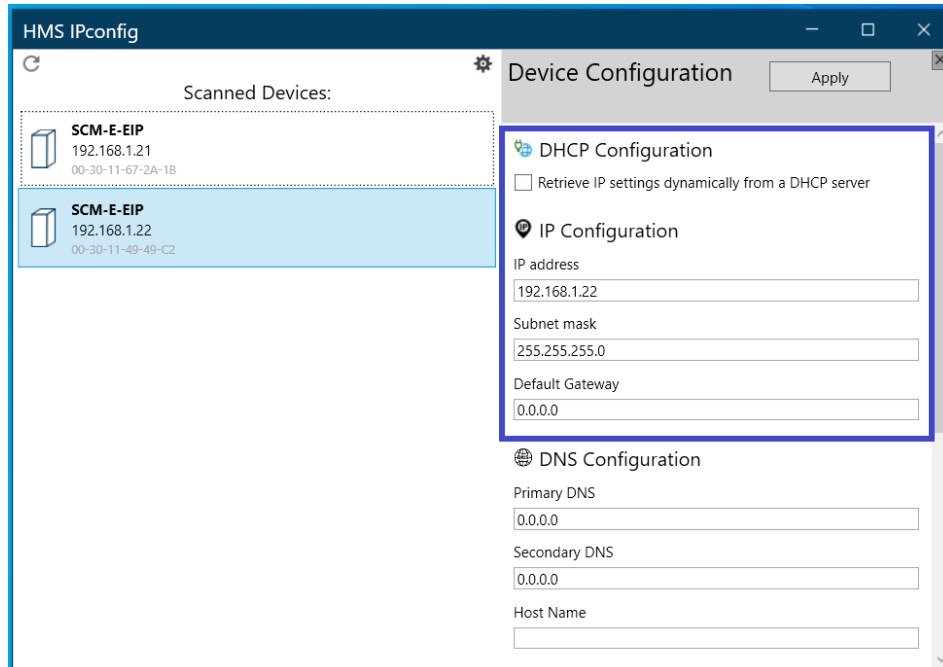 HMS IPconfig
Scanned Devices:
SCM-E-EIP
192.168.1.21
00-30-11-67-2A-1B
SCM-E-EIP
192.168.1.22
00-30-11-49-49-C2
Device Configuration
Apply
DHCP Configuration
Retrieve IP settings dynamically from a DHCP server
IP
IP Configuration
IP address
192.168.1.22
Subnet mask
255.255.255.0
Default Gateway
0.0.0.0
DNS Configuration
Primary DNS
0.0.0.0
Secondary DNS
0.0.0.0
Host Name